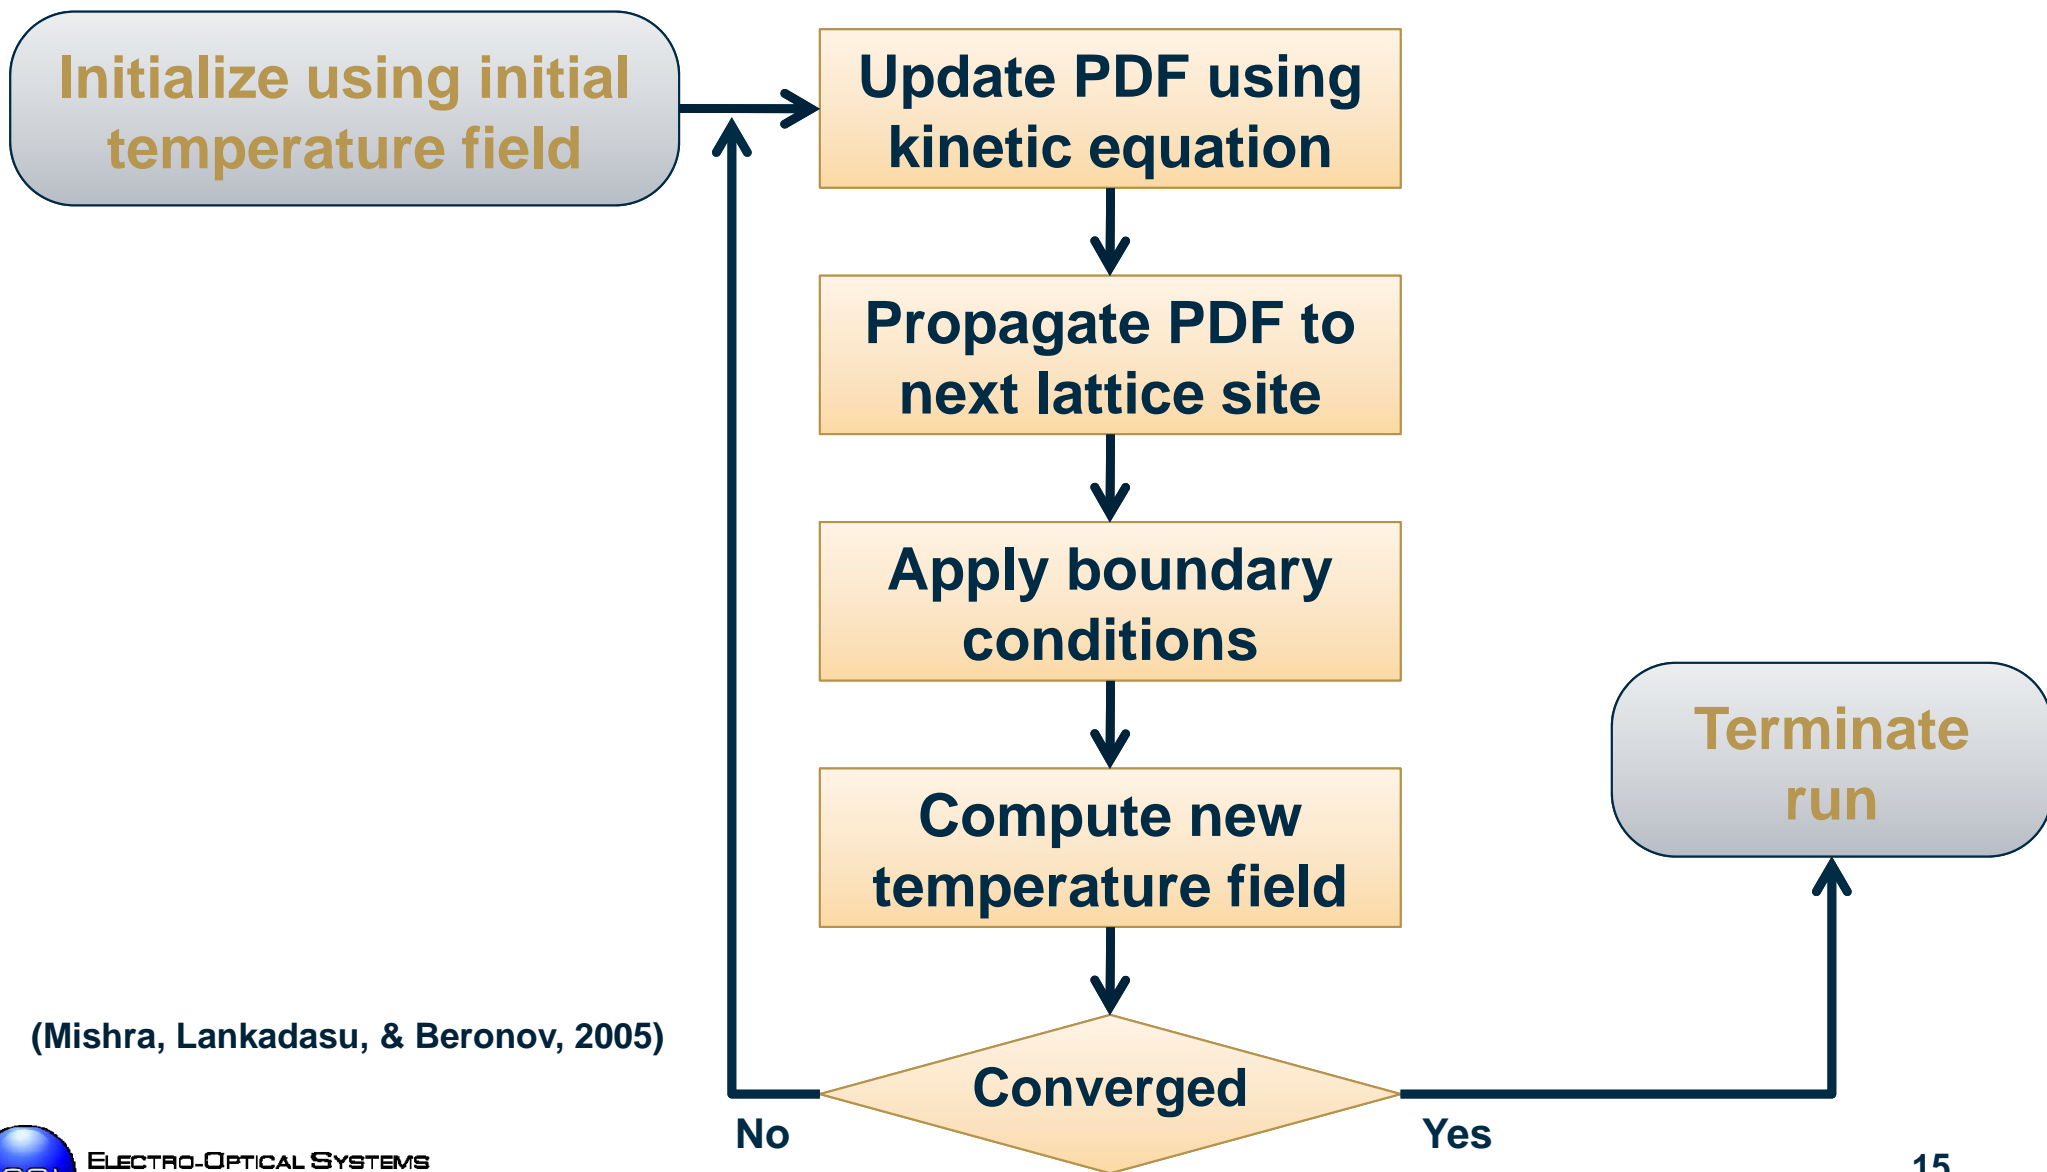 Initialize using initial
temperature field
Update PDF using
kinetic equation
Propagate PDF to
next lattice site
Apply boundary
conditions
Compute new
temperature field
Terminate
run
Converged
No
Yes
(Mishra, Lankadasu, & Beronov, 2005)
ELECTRO-OPTICAL SYSTEMS
15